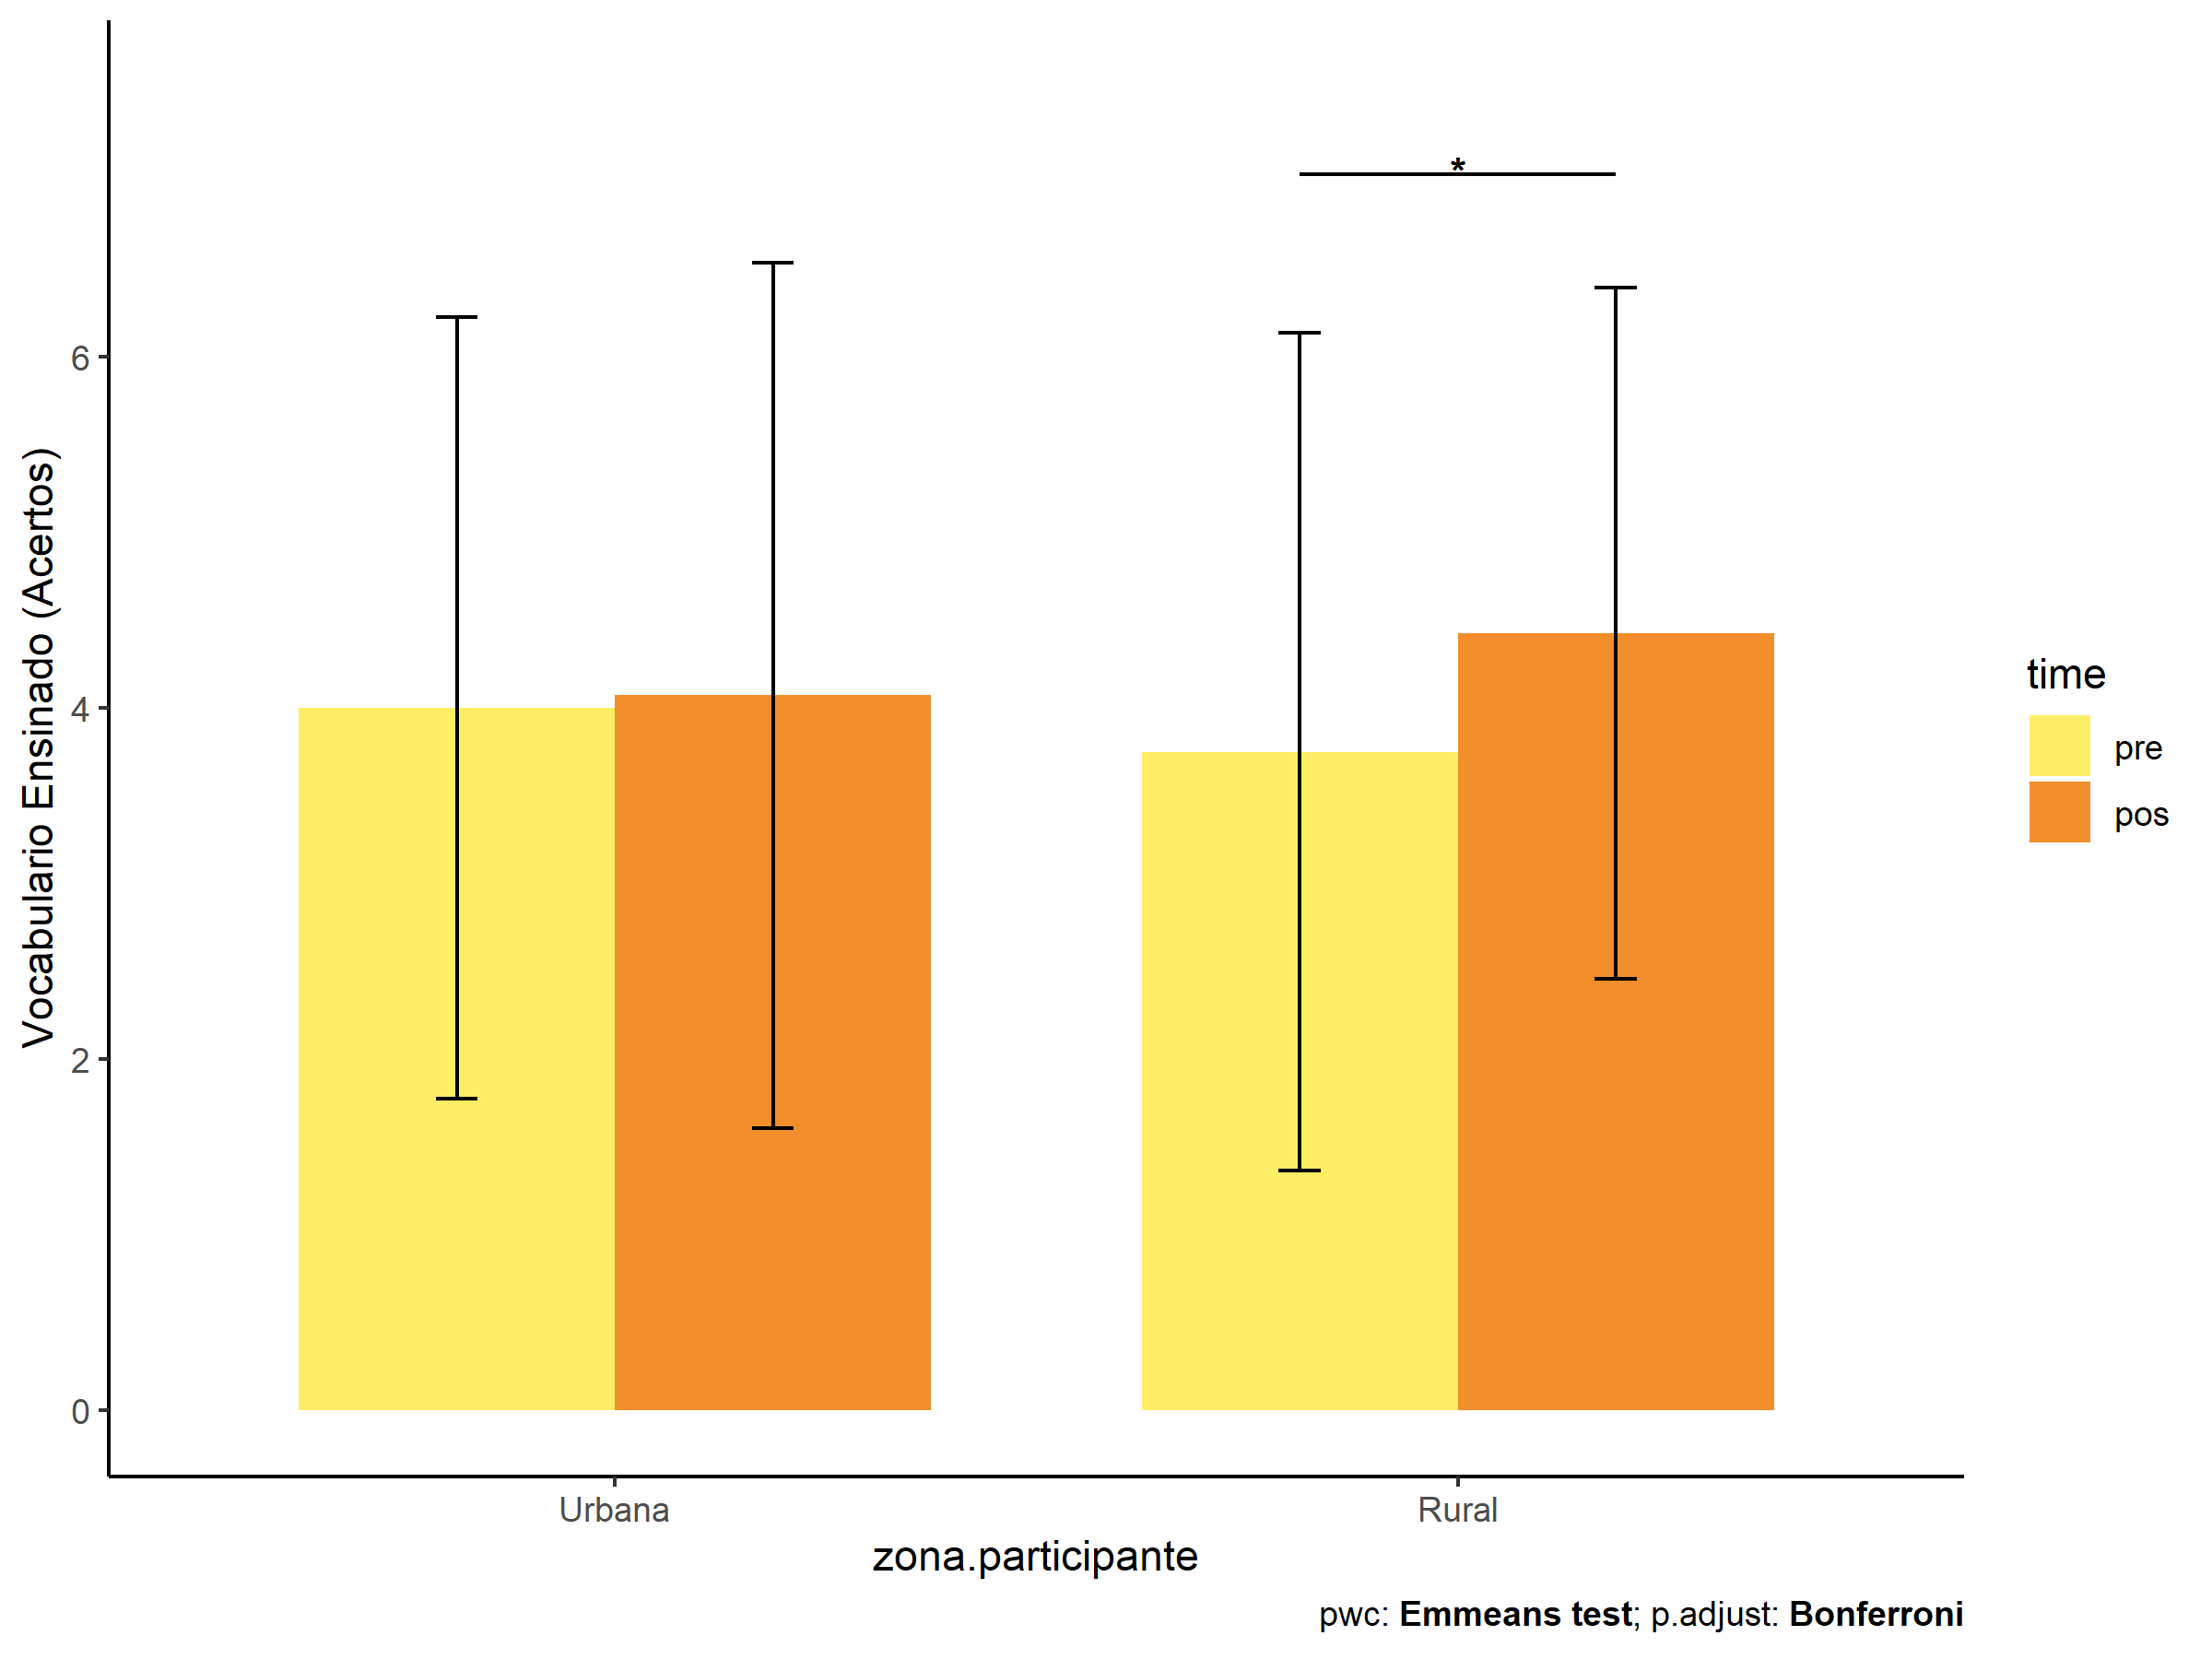 Vocabulario Ensinado (Acertos)
6
4
2
0
*
Urbana
Rural
zona.participante
time
pre
pos
pwc: Emmeans test; p.adjust: Bonferroni